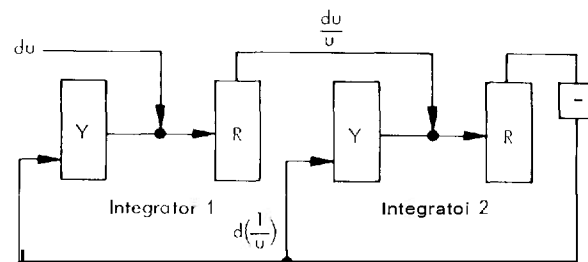 du
du/u
Y
R
Y
R
−
Integrator 1
d(1/u)
Integratoi 2